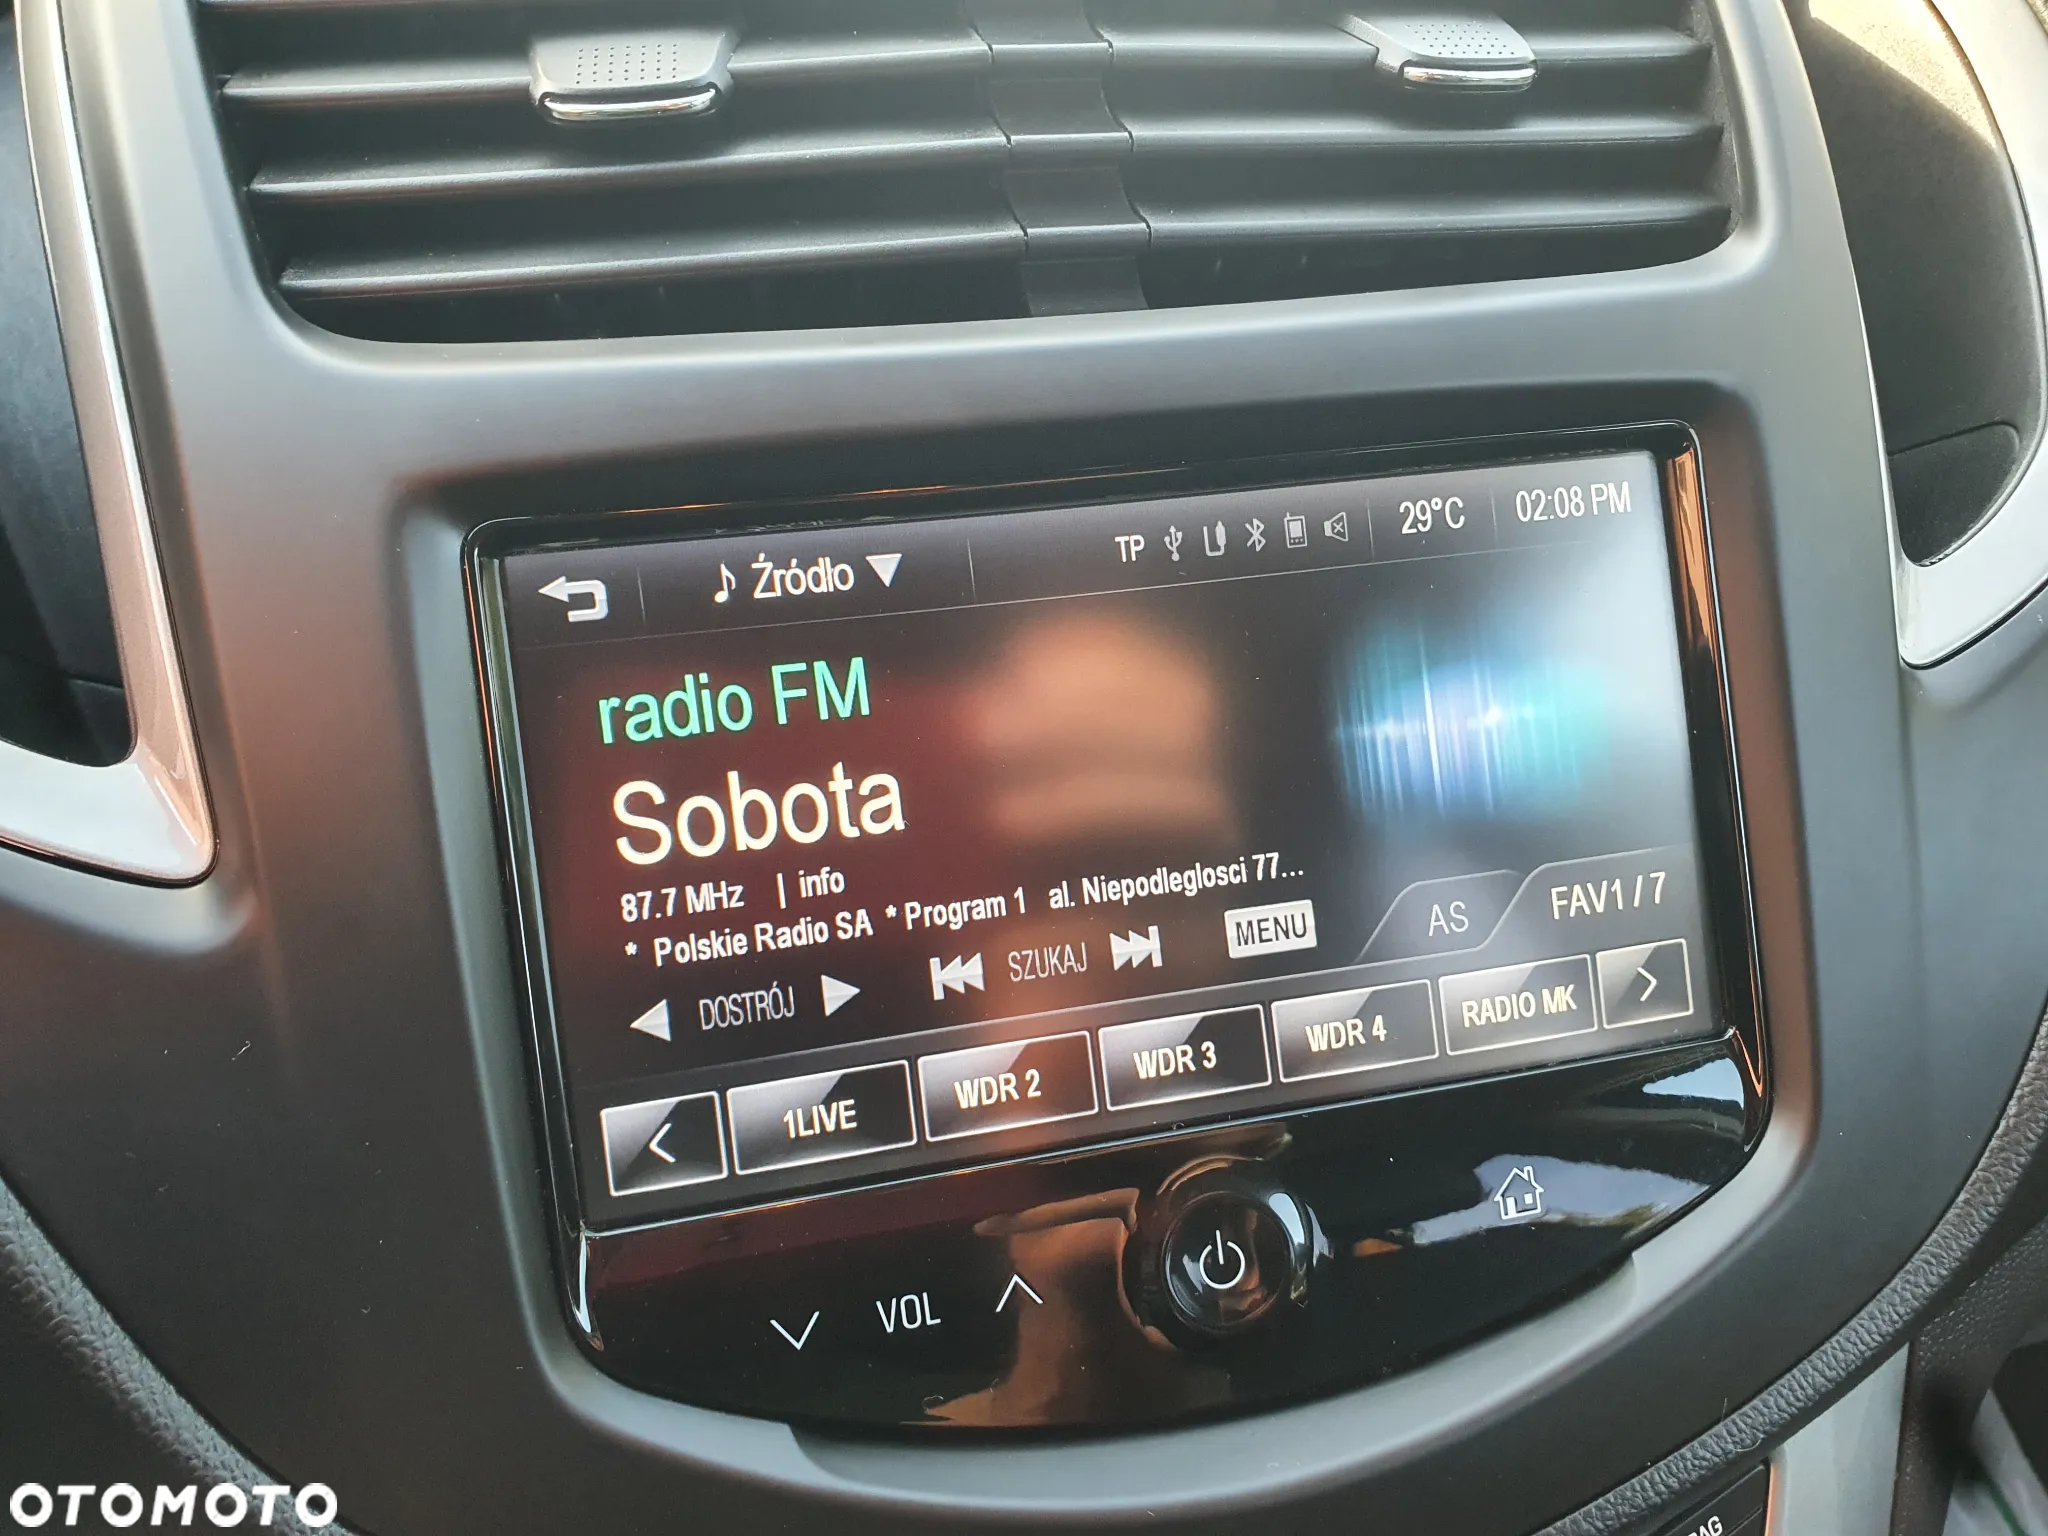 Źródło
TP
29°C
02:08 PM
radio FM
Sobota
87.7 MHz | info
* Polskie Radio SA * Program 1 al. Niepodleglosci 77...
DOSTRÓJ
SZUKAJ
MENU
AS
FAV1 / 7
<
1LIVE
WDR 2
WDR 3
WDR 4
RADIO MK
>
VOL
OTOMOTO